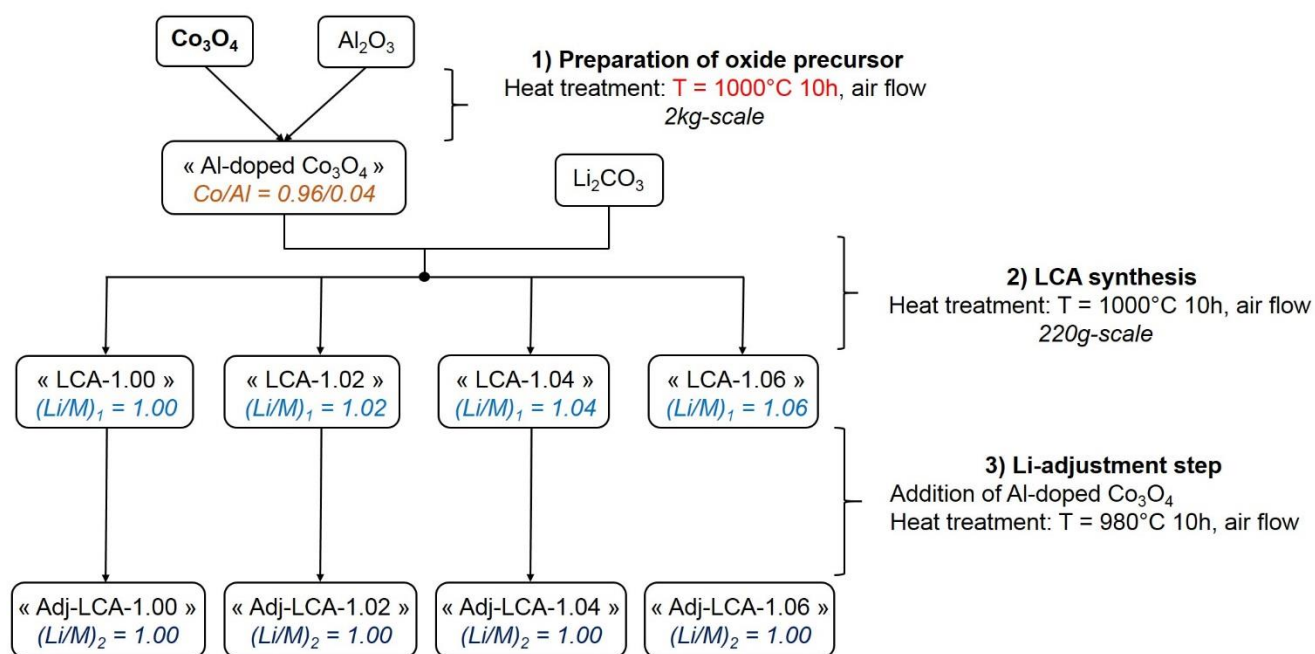 Co₃O₄
Al₂O₃
1) Preparation of oxide precursor
Heat treatment: T = 1000°C 10h, air flow
2kg-scale
« Al-doped Co₃O₄ »
Co/Al = 0.96/0.04
Li₂CO₃
2) LCA synthesis
Heat treatment: T = 1000°C 10h, air flow
220g-scale
« LCA-1.00 »
(Li/M)₁ = 1.00
« LCA-1.02 »
(Li/M)₁ = 1.02
« LCA-1.04 »
(Li/M)₁ = 1.04
« LCA-1.06 »
(Li/M)₁ = 1.06
3) Li-adjustment step
Addition of Al-doped Co₃O₄
Heat treatment: T = 980°C 10h, air flow
« Adj-LCA-1.00 »
(Li/M)₂ = 1.00
« Adj-LCA-1.02 »
(Li/M)₂ = 1.00
« Adj-LCA-1.04 »
(Li/M)₂ = 1.00
« Adj-LCA-1.06 »
(Li/M)₂ = 1.00